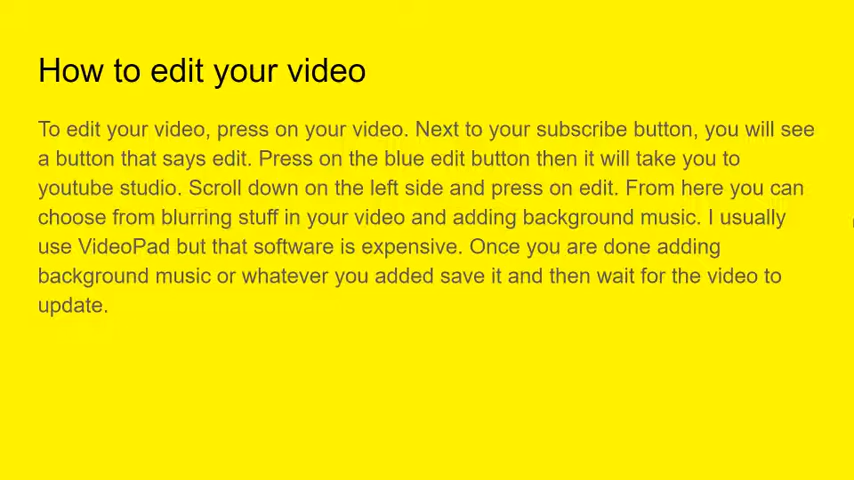 How to edit your video
To edit your video, press on your video. Next to your subscribe button, you will see
a button that says edit. Press on the blue edit button then it will take you to
youtube studio. Scroll down on the left side and press on edit. From here you can
choose from blurring stuff in your video and adding background music. I usually
use VideoPad but that software is expensive. Once you are done adding
background music or whatever you added save it and then wait for the video to
update.